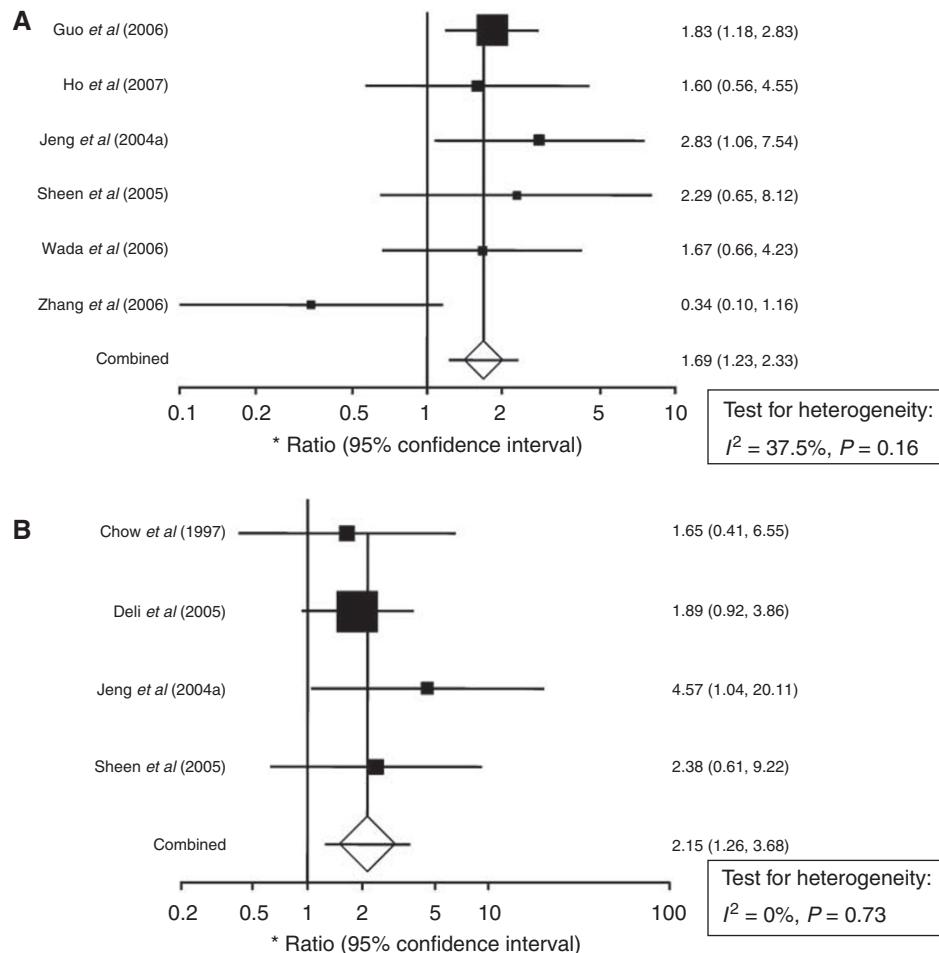 A
Guo et al (2006) 1.83 (1.18, 2.83)
Ho et al (2007) 1.60 (0.56, 4.55)
Jeng et al (2004a) 2.83 (1.06, 7.54)
Sheen et al (2005) 2.29 (0.65, 8.12)
Wada et al (2006) 1.67 (0.66, 4.23)
Zhang et al (2006) 0.34 (0.10, 1.16)
Combined 1.69 (1.23, 2.33)
0.1 0.2 0.5 1 2 5 10
* Ratio (95% confidence interval)
Test for heterogeneity:
I² = 37.5%, P = 0.16
B
Chow et al (1997) 1.65 (0.41, 6.55)
Deli et al (2005) 1.89 (0.92, 3.86)
Jeng et al (2004a) 4.57 (1.04, 20.11)
Sheen et al (2005) 2.38 (0.61, 9.22)
Combined 2.15 (1.26, 3.68)
0.2 0.5 1 2 5 10 100
* Ratio (95% confidence interval)
Test for heterogeneity:
I² = 0%, P = 0.73